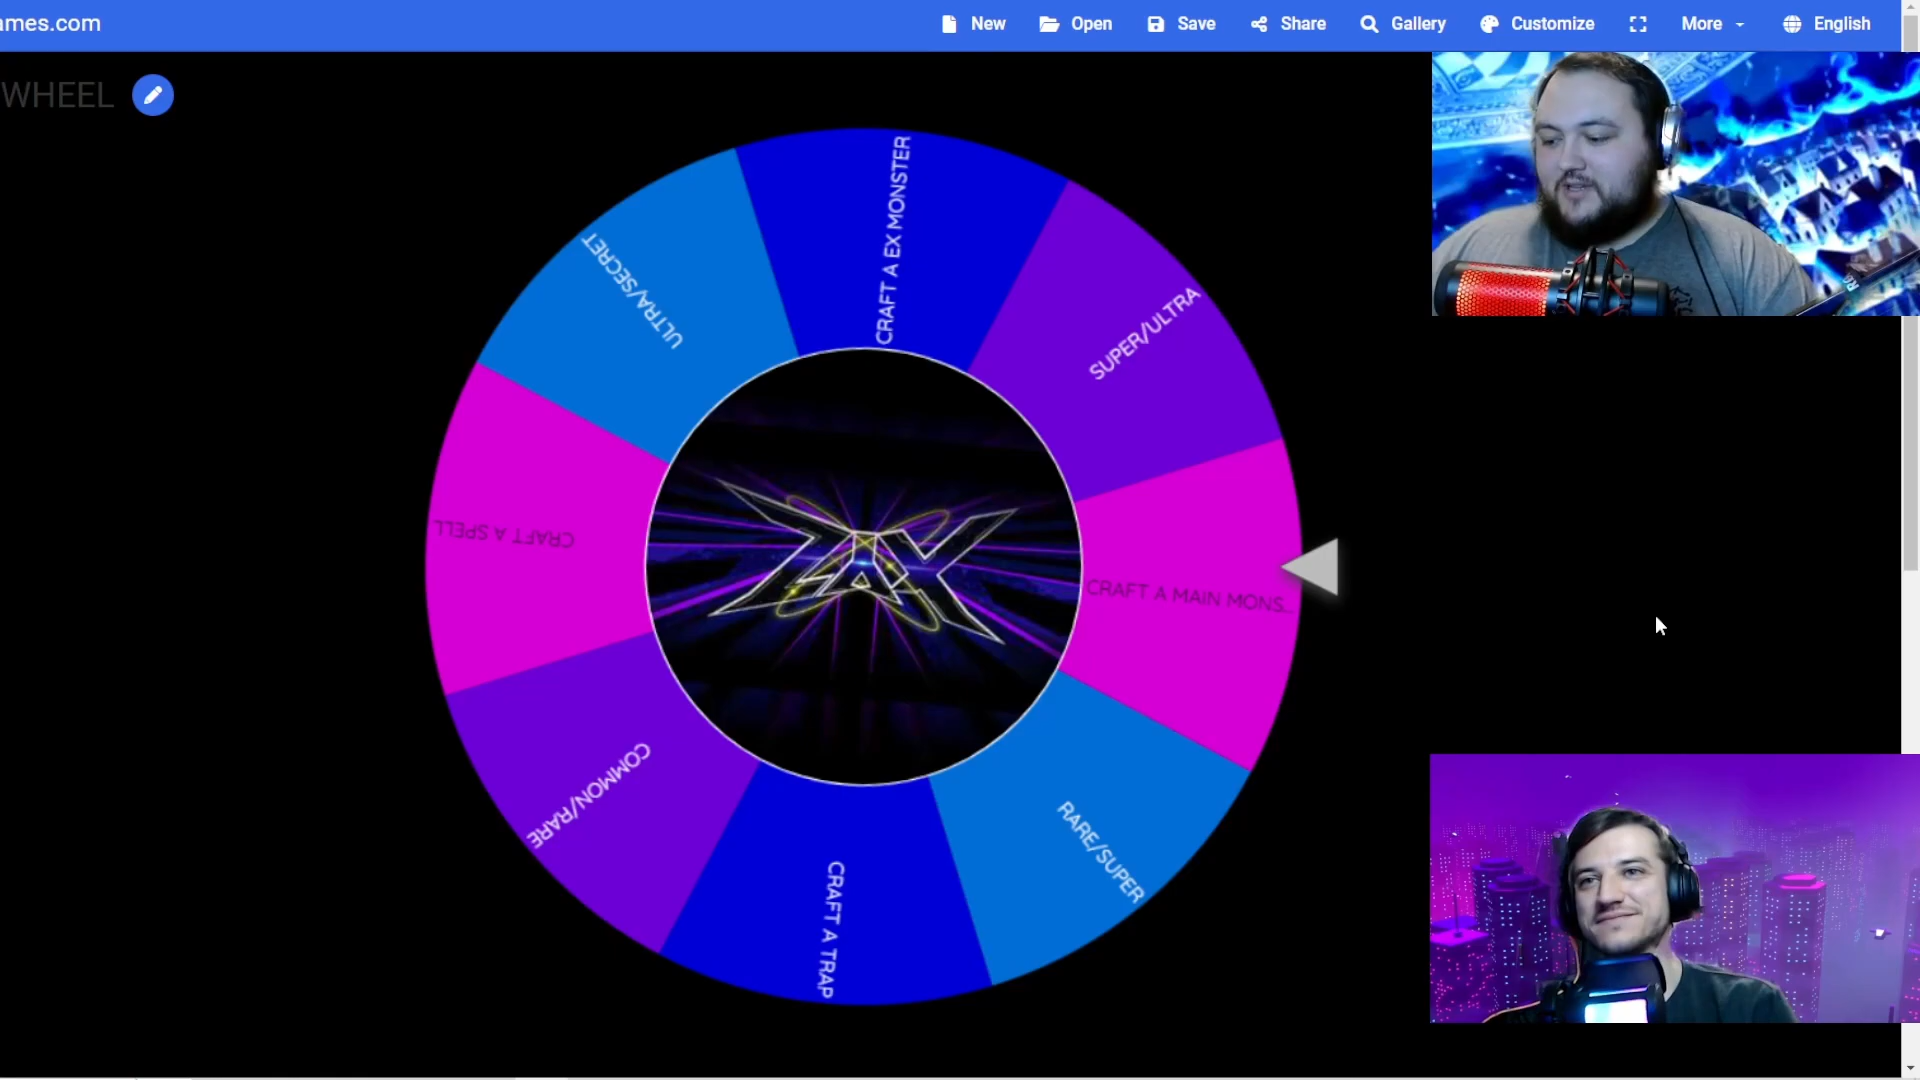 ames.com
New
Open
Save
Share
Gallery
Customize
More
English
WHEEL
CRAFT A EX MONSTER
SUPER/ULTRA
CRAFT A MAIN MONS...
RARE/SUPER
CRAFT A TRAP
COMMON/RARE
CRAFT A SPELL
ULTRA/SECRET